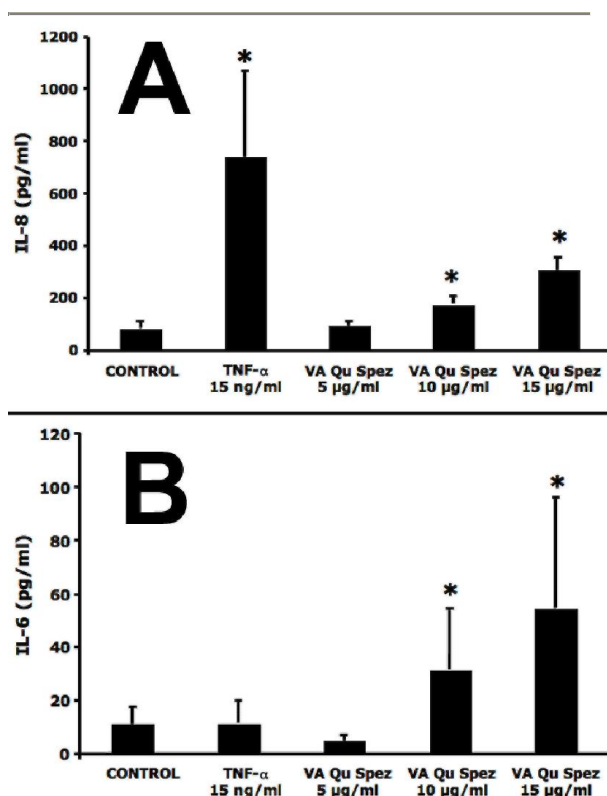 A
1200
1000
800
600
400
200
0
IL-8 (pg/ml)
*
*
*
CONTROL
TNF-α
15 ng/ml
VA Qu Spez
5 μg/ml
VA Qu Spez
10 μg/ml
VA Qu Spez
15 μg/ml
B
120
100
80
60
40
20
0
IL-6 (pg/ml)
*
*
CONTROL
TNF-α
15 ng/ml
VA Qu Spez
5 μg/ml
VA Qu Spez
10 μg/ml
VA Qu Spez
15 μg/ml